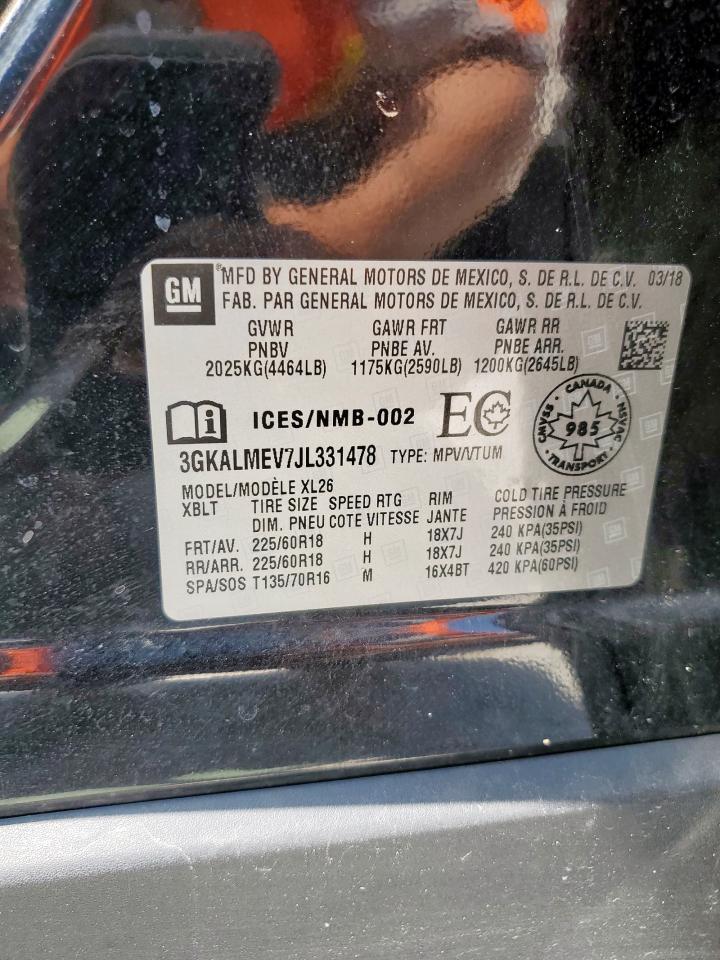 GM ® MFD BY GENERAL MOTORS DE MEXICO, S. DE R.L. DE C.V. 03/18
FAB. PAR GENERAL MOTORS DE MEXICO, S. DE R.L. DE C.V.
GVWR GAWR FRT GAWR RR
PNBV PNBE AV. PNBE ARR.
2025KG(4464LB) 1175KG(2590LB) 1200KG(2645LB)
i ICES/NMB-002 EC
CANADA
CMVSS 985 NSVAC
TRANSPORT
3GKALMEV7JL331478 TYPE: MPV/VTUM
MODEL/MODÈLE XL26
XBLT TIRE SIZE SPEED RTG RIM COLD TIRE PRESSURE
DIM. PNEU COTE VITESSE JANTE PRESSION À FROID
FRT/AV. 225/60R18 H 18X7J 240 KPA(35PSI)
RR/ARR. 225/60R18 H 18X7J 240 KPA(35PSI)
SPA/SOS T135/70R16 M 16X4BT 420 KPA(60PSI)